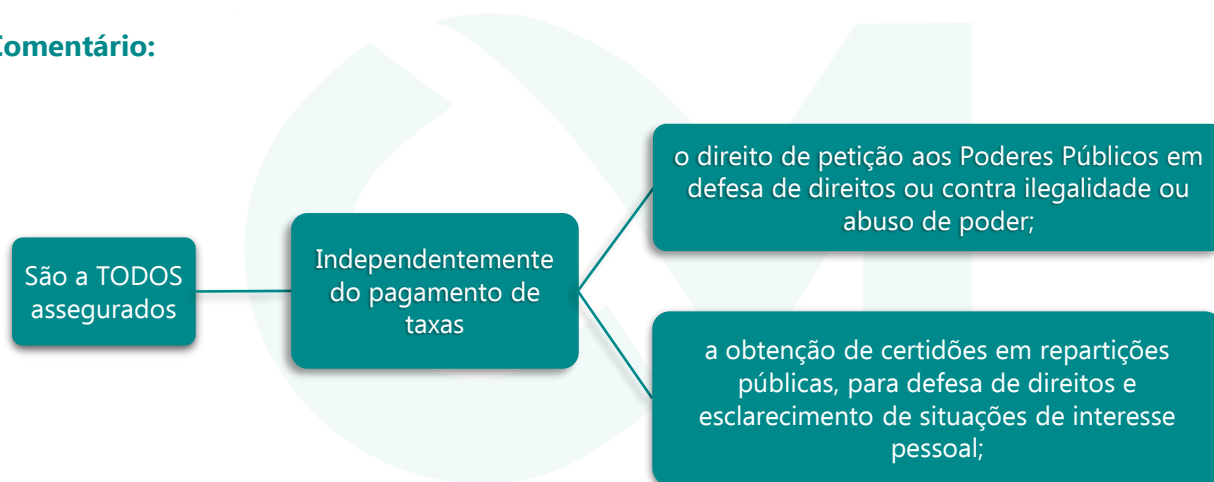 Comentário:
São a TODOS
assegurados
Independentemente
do pagamento de
taxas
o direito de petição aos Poderes Públicos em
defesa de direitos ou contra ilegalidade ou
abuso de poder;
a obtenção de certidões em repartições
públicas, para defesa de direitos e
esclarecimento de situações de interesse
pessoal;